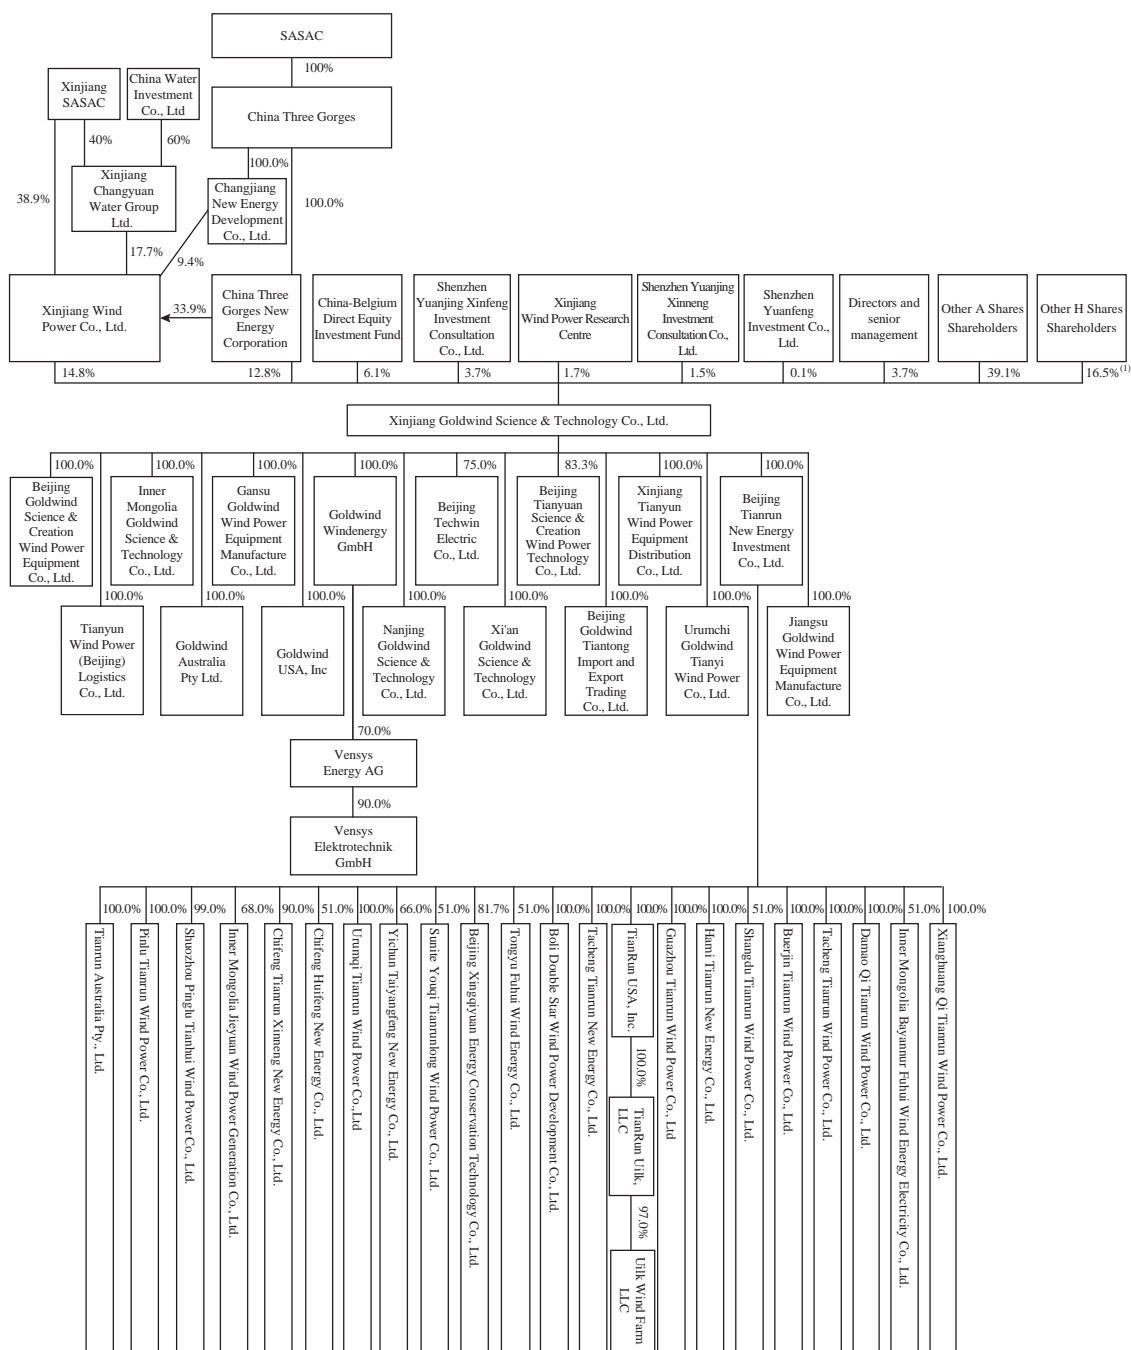 SASAC
100%
Xinjiang
SASAC
China Water
Investment
Co., Ltd
China Three Gorges
40%
60%
100.0%
Xinjiang
Changyuan
Water Group
Ltd.
Changjiang
New Energy
Development
Co., Ltd.
38.9%
100.0%
17.7%
9.4%
Xinjiang Wind
Power Co., Ltd.
33.9%
China Three
Gorges New
Energy
Corporation
China-Belgium
Direct Equity
Investment Fund
Shenzhen
Yuanjing Xinfeng
Investment
Consultation
Co., Ltd.
Xinjiang
Wind Power Research
Centre
Shenzhen Yuanjing
Xinneng
Investment
Consultation Co.,
Ltd.
Shenzhen
Yuanfeng
Investment Co.,
Ltd.
Directors and
senior
management
Other A Shares
Shareholders
Other H Shares
Shareholders
14.8%
12.8%
6.1%
3.7%
1.7%
1.5%
0.1%
3.7%
39.1%
16.5%(1)
Xinjiang Goldwind Science & Technology Co., Ltd.
100.0%
100.0%
100.0%
100.0%
75.0%
83.3%
100.0%
100.0%
Beijing
Goldwind
Science &
Creation
Wind Power
Equipment
Co., Ltd.
Inner
Mongolia
Goldwind
Science &
Technology
Co., Ltd.
Gansu
Goldwind
Wind Power
Equipment
Manufacture
Co., Ltd.
Goldwind
Windenergy
GmbH
Beijing
Techwin
Electric
Co., Ltd.
Beijing
Tianyuan
Science &
Creation
Wind Power
Technology
Co., Ltd.
Xinjiang
Tianyun
Wind Power
Equipment
Distribution
Co., Ltd.
Beijing
Tianrun
New Energy
Investment
Co., Ltd.
100.0%
100.0%
100.0%
100.0%
100.0%
100.0%
100.0%
100.0%
Tianyun
Wind Power
(Beijing)
Logistics
Co., Ltd.
Goldwind
Australia
Pty Ltd.
Goldwind
USA, Inc
Nanjing
Goldwind
Science &
Technology
Co., Ltd.
Xi'an
Goldwind
Science &
Technology
Co., Ltd.
Beijing
Goldwind
Tiantong
Import and
Export
Trading
Co., Ltd.
Urumchi
Goldwind
Tianyi
Wind Power
Co., Ltd.
Jiangsu
Goldwind
Wind Power
Equipment
Manufacture
Co., Ltd.
70.0%
Vensys
Energy AG
90.0%
Vensys
Elektrotechnik
GmbH
100.0%
100.0%
99.0%
68.0%
90.0%
51.0%
100.0%
66.0%
51.0%
81.7%
51.0%
100.0%
100.0%
100.0%
100.0%
100.0%
51.0%
100.0%
100.0%
100.0%
51.0%
100.0%
Tianrun Australia Pty., Ltd.
Pinlu Tianrun Wind Power Co., Ltd.
Shuozhou Pinglu Tianhui Wind Power Co., Ltd.
Inner Mongolia Jieyuan Wind Power Generation Co., Ltd.
Chifeng Tianrun Xinneng New Energy Co., Ltd.
Chifeng Huifeng New Energy Co., Ltd.
Urumqi Tianrun Wind Power Co.,Ltd
Yichun Taiyangfeng New Energy Co., Ltd.
Sunite Youqi Tianrunlong Wind Power Co., Ltd.
Beijing Xingqiyuan Energy Conservation Technology Co., Ltd.
Tongyu Fuhui Wind Energy Co., Ltd.
Boli Double Star Wind Power Development Co., Ltd.
Tacheng Tianrun New Energy Co., Ltd.
TianRun USA, Inc.
100.0%
TianRun Uilk,
LLC
97.0%
Uilk Wind Farm
LLC
Guazhou Tianrun Wind Power Co., Ltd
Hami Tianrun New Energy Co., Ltd.
Shangdu Tianrun Wind Power Co., Ltd.
Buerjin Tianrun Wind Power Co., Ltd.
Tacheng Tianrun Wind Power Co., Ltd.
Damao Qi Tianrun Wind Power Co., Ltd.
Inner Mongolia Bayannur Fuhui Wind Energy Electricity Co., Ltd.
Xianghuang Qi Tianrun Wind Power Co., Ltd.